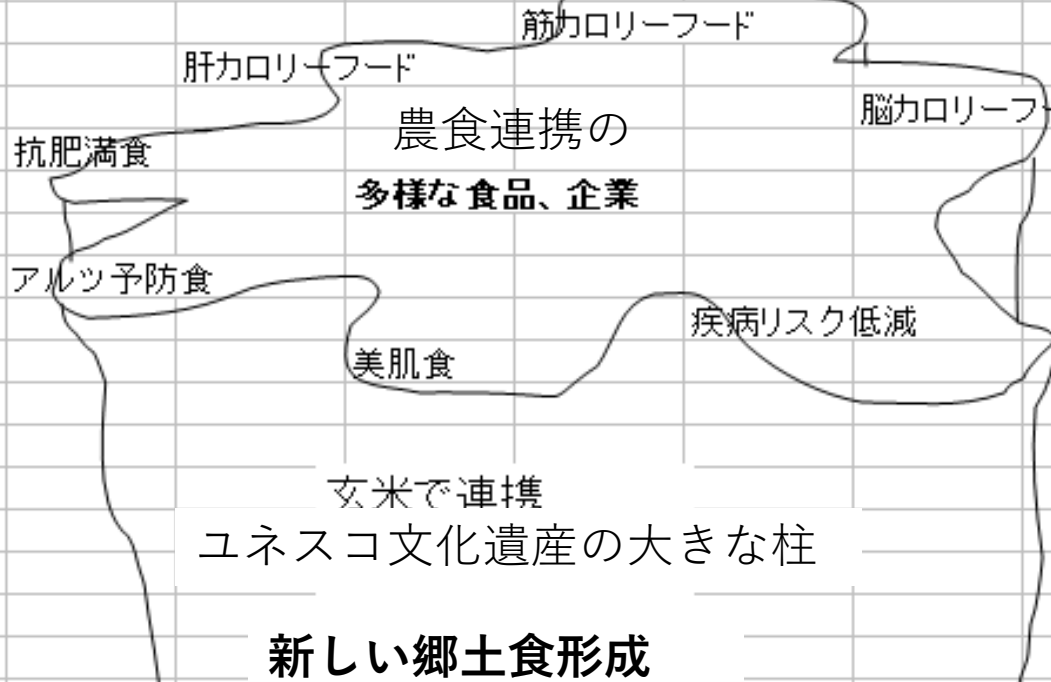 筋カロリーフード
肝カロリーフード
脳カロリーフー
農食連携の
抗肥満食
多様な食品、企業
アルツ予防食
疾病リスク低減
美肌食
玄米で連携
ユネスコ文化遺産の大きな柱
新しい郷土食形成